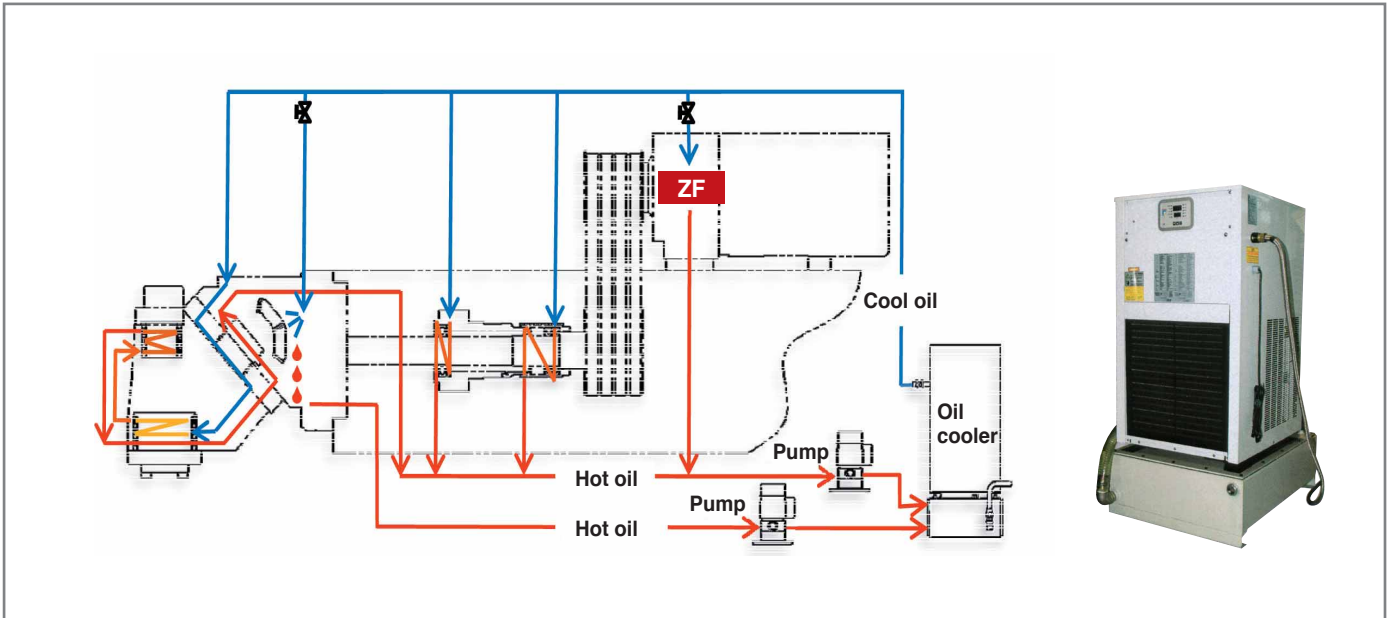 ZF
Cool oil
Oil
cooler
Pump
Hot oil
Pump
Hot oil